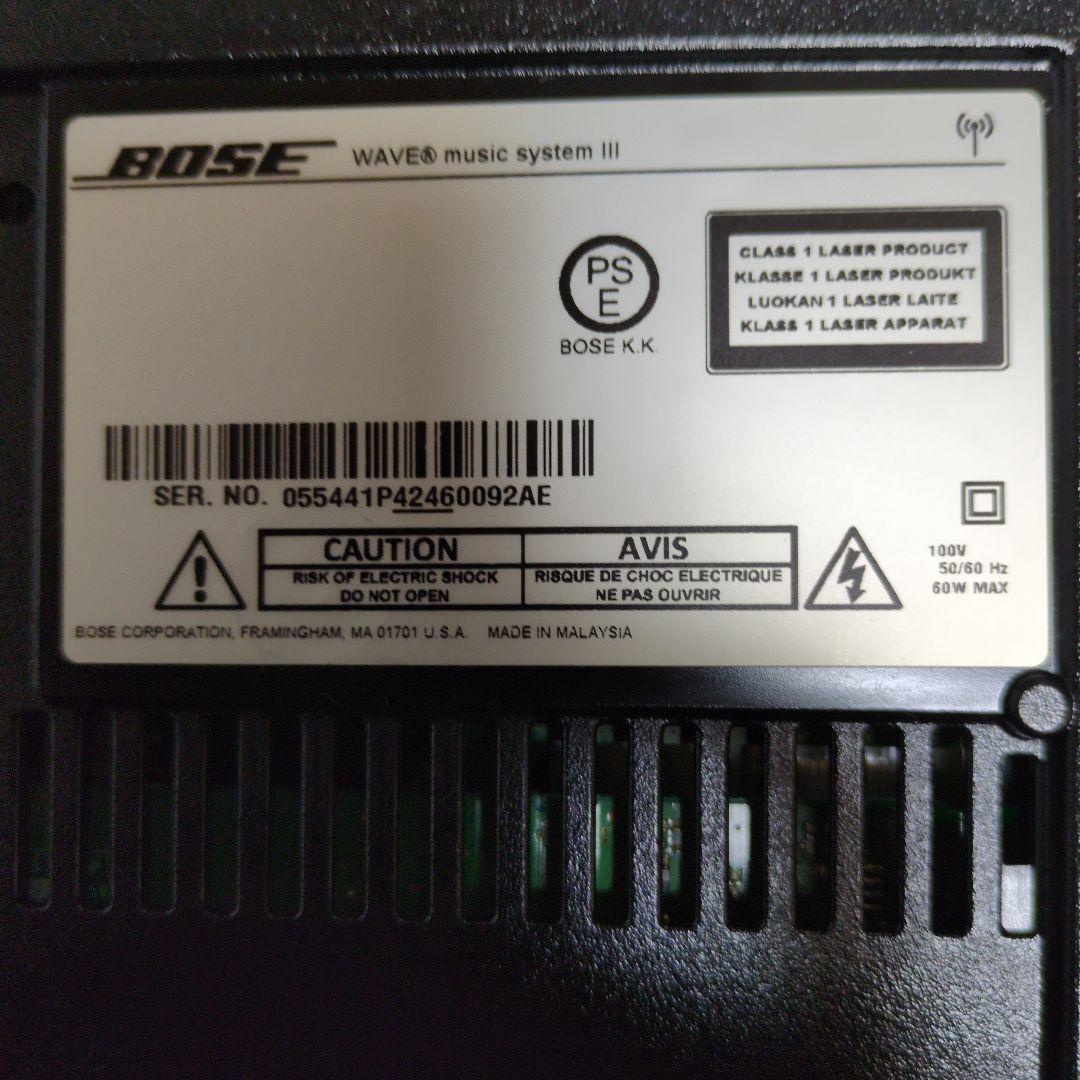 BOSE WAVE® music system III
PS
E
BOSE K.K.
CLASS 1 LASER PRODUCT
KLASSE 1 LASER PRODUKT
LUOKAN 1 LASER LAITE
KLASS 1 LASER APPARAT
SER. NO. 055441P42460092AE
CAUTION
RISK OF ELECTRIC SHOCK
DO NOT OPEN
AVIS
RISQUE DE CHOC ELECTRIQUE
NE PAS OUVRIR
100V
50/60 Hz
60W MAX
BOSE CORPORATION, FRAMINGHAM, MA 01701 U.S.A. MADE IN MALAYSIA